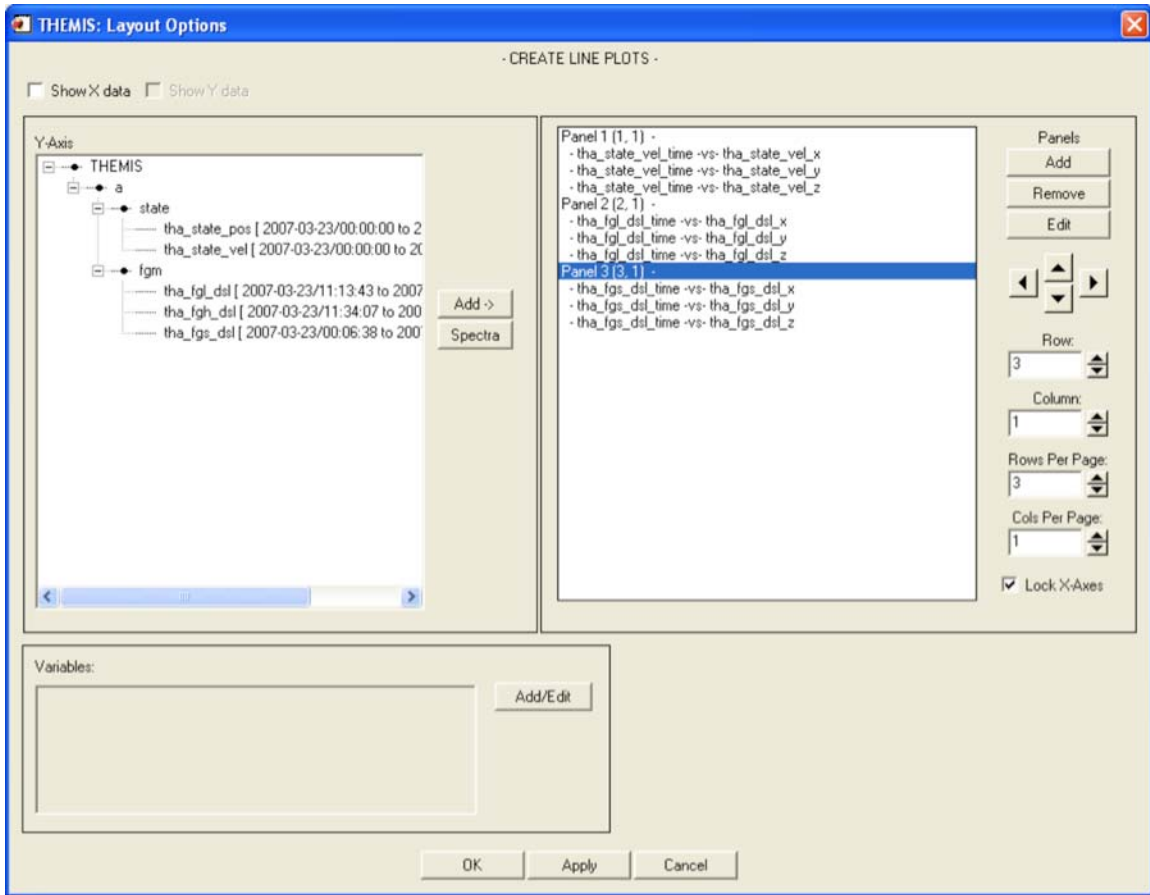 THEMIS: Layout Options
- CREATE LINE PLOTS -
Show X data
Show Y data
Y-Axis
THEMIS
a
state
tha_state_pos [ 2007-03-23/00:00:00 to 2
tha_state_vel [ 2007-03-23/00:00:00 to 20
fgm
tha_fgl_dsl [ 2007-03-23/11:13:43 to 2007
tha_fgh_dsl [ 2007-03-23/11:34:07 to 200
tha_fgs_dsl [ 2007-03-23/00:06:38 to 200
Add ->
Spectra
Panel 1 (1, 1) -
- tha_state_vel_time -vs- tha_state_vel_x
- tha_state_vel_time -vs- tha_state_vel_y
- tha_state_vel_time -vs- tha_state_vel_z
Panel 2 (2, 1) -
- tha_fgl_dsl_time -vs- tha_fgl_dsl_x
- tha_fgl_dsl_time -vs- tha_fgl_dsl_y
- tha_fgl_dsl_time -vs- tha_fgl_dsl_z
Panel 3 (3, 1) -
- tha_fgs_dsl_time -vs- tha_fgs_dsl_x
- tha_fgs_dsl_time -vs- tha_fgs_dsl_y
- tha_fgs_dsl_time -vs- tha_fgs_dsl_z
Panels
Add
Remove
Edit
Row:
3
Column:
1
Rows Per Page:
3
Cols Per Page:
1
Lock X-Axes
Variables:
Add/Edit
OK
Apply
Cancel